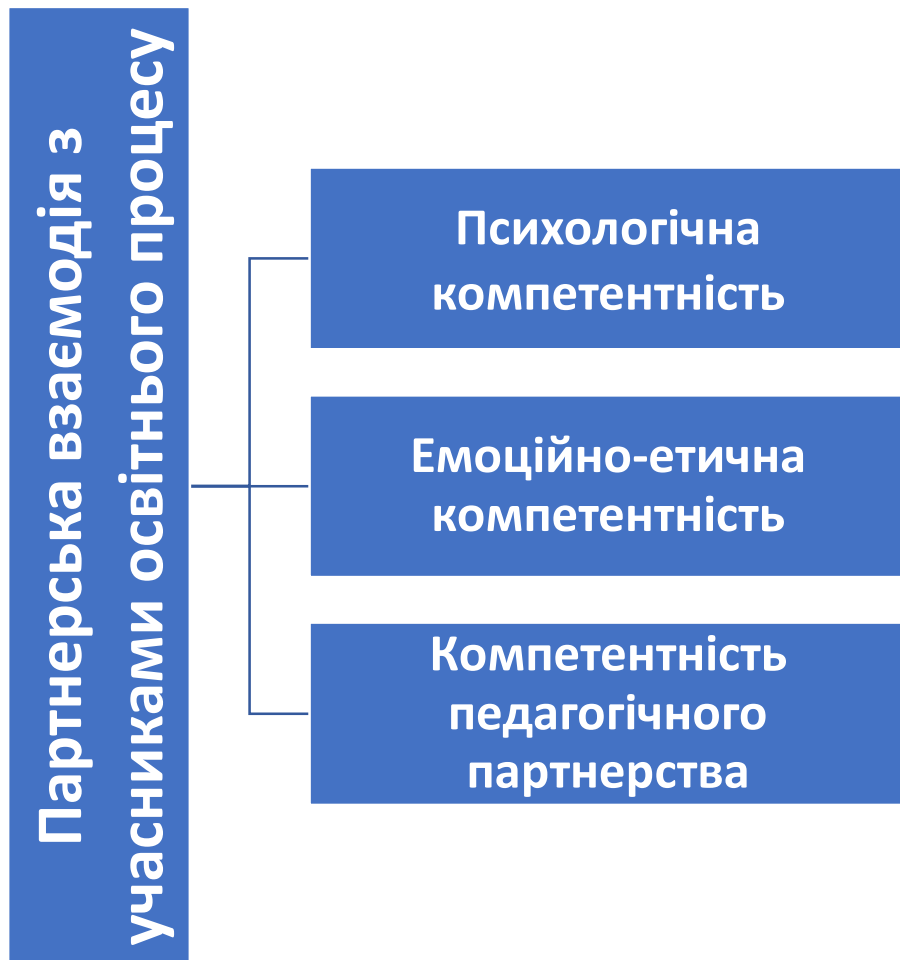 Партнерська взаємодія з
учасниками освітнього процесу
Психологічна
компетентність
Емоційно-етична
компетентність
Компетентність
педагогічного
партнерства